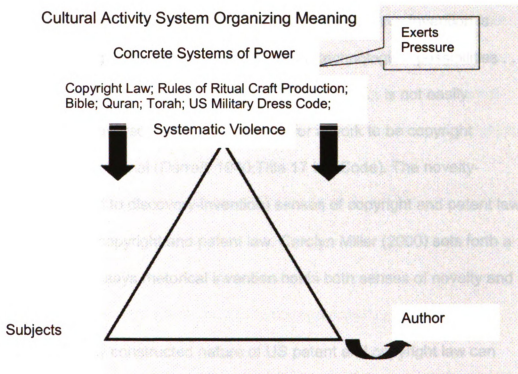 Cultural Activity System Organizing Meaning
Exerts
Pressure
Concrete Systems of Power
Copyright Law; Rules of Ritual Craft Production;
Bible; Quran; Torah; US Military Dress Code;
is not easily
Systematic Violence
work to be copyright
Title 17 Code). The novelty-
to discovery-invention) senses of copyright and patent law
copyright and patent law. Carolyn Miller (2000) sets forth a
says rhetorical invention holds both senses of novelty and
Author
Subjects
constructed nature of US patent and copyright law can